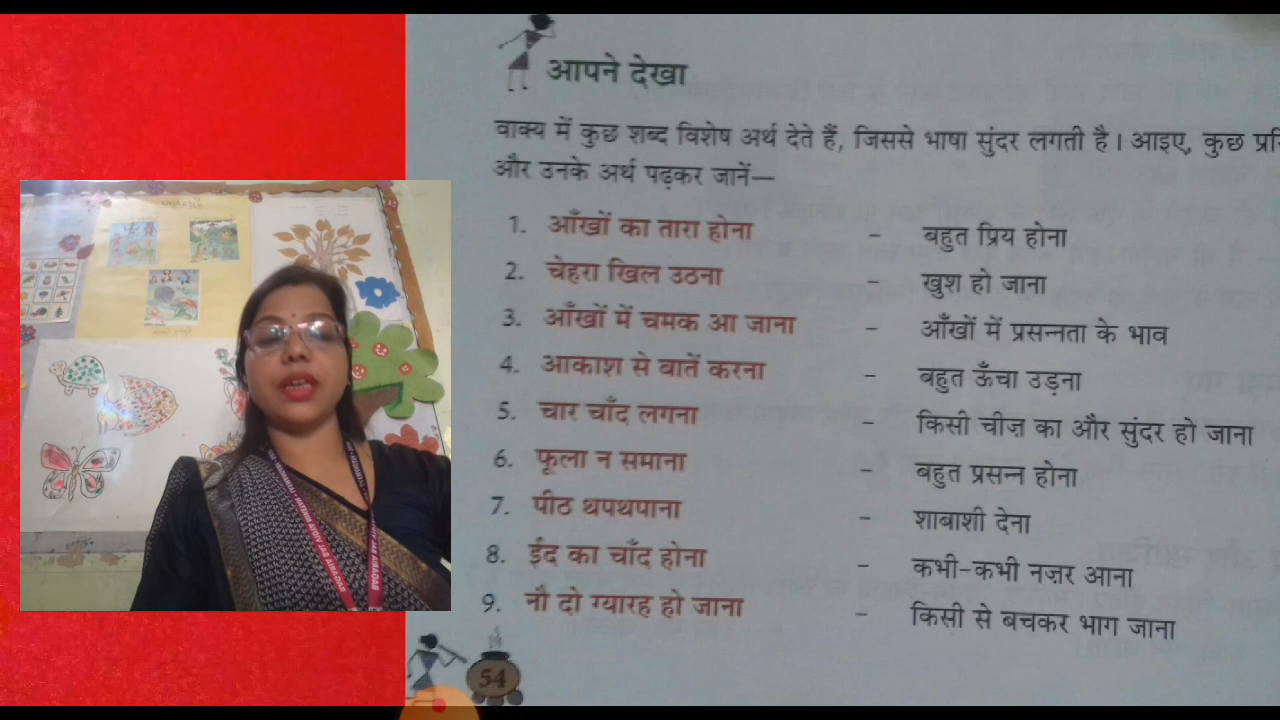 आपने देखा
वाक्य में कुछ शब्द विशेष अर्थ देते हैं, जिससे भाषा सुंदर लगती है। आइए, कुछ
और उनके अर्थ पढ़कर जानें—
1. आँखों का तारा होना – बहुत प्रिय होना
2. चेहरा खिल उठना – खुश हो जाना
3. आँखों में चमक आ जाना – आँखों में प्रसन्नता के भाव
4. आकाश से बातें करना – बहुत ऊँचा उड़ना
5. चार चाँद लगना – किसी चीज़ का और सुंदर हो जाना
6. फूला न समाना – बहुत प्रसन्न होना
7. पीठ थपथपाना – शाबाशी देना
8. ईद का चाँद होना – कभी-कभी नज़र आना
9. नौ दो ग्यारह हो जाना – किसी से बचकर भाग जाना
54